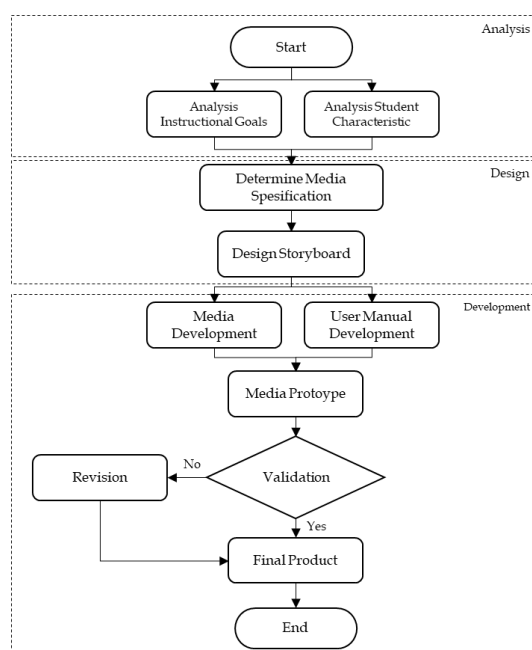 Analysis
Start
Analysis
Instructional Goals
Analysis Student
Characteristic
Design
Determine Media
Spesification
Design Storyboard
Development
Media
Development
User Manual
Development
Media Protoype
Validation
No
Revision
Yes
Final Product
End